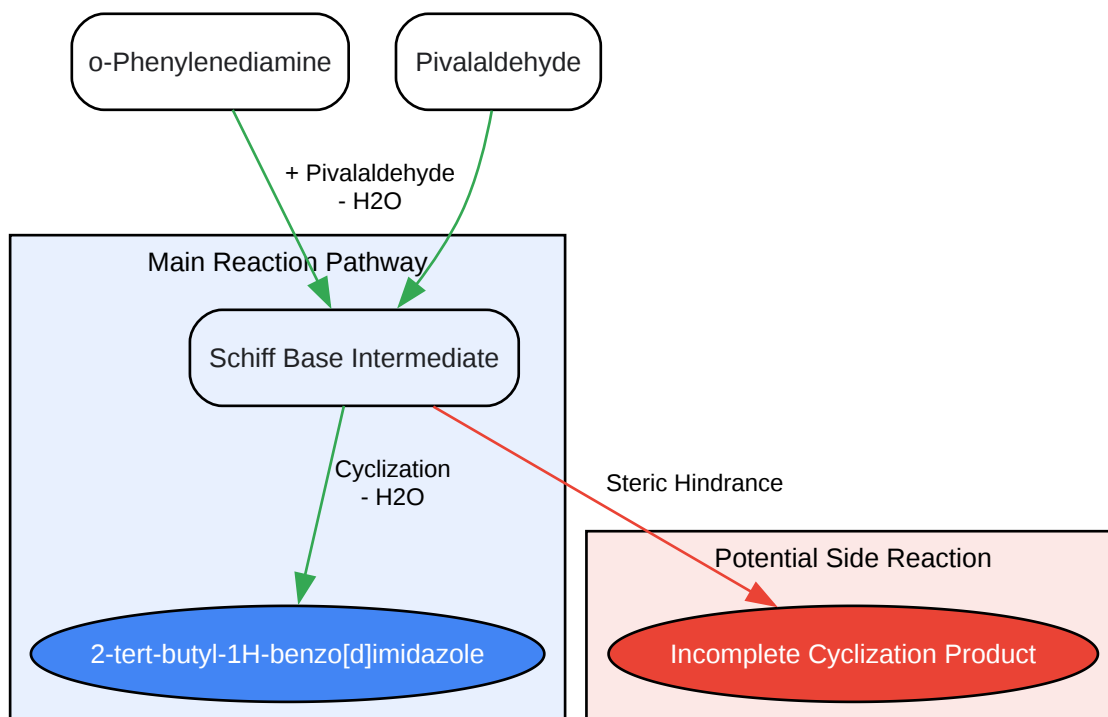 o-Phenylenediamine
Pivalaldehyde
+ Pivalaldehyde
- H2O
Main Reaction Pathway
Schiff Base Intermediate
Cyclization
- H2O
Steric Hindrance
Potential Side Reaction
2-tert-butyl-1H-benzo[d]imidazole
Incomplete Cyclization Product